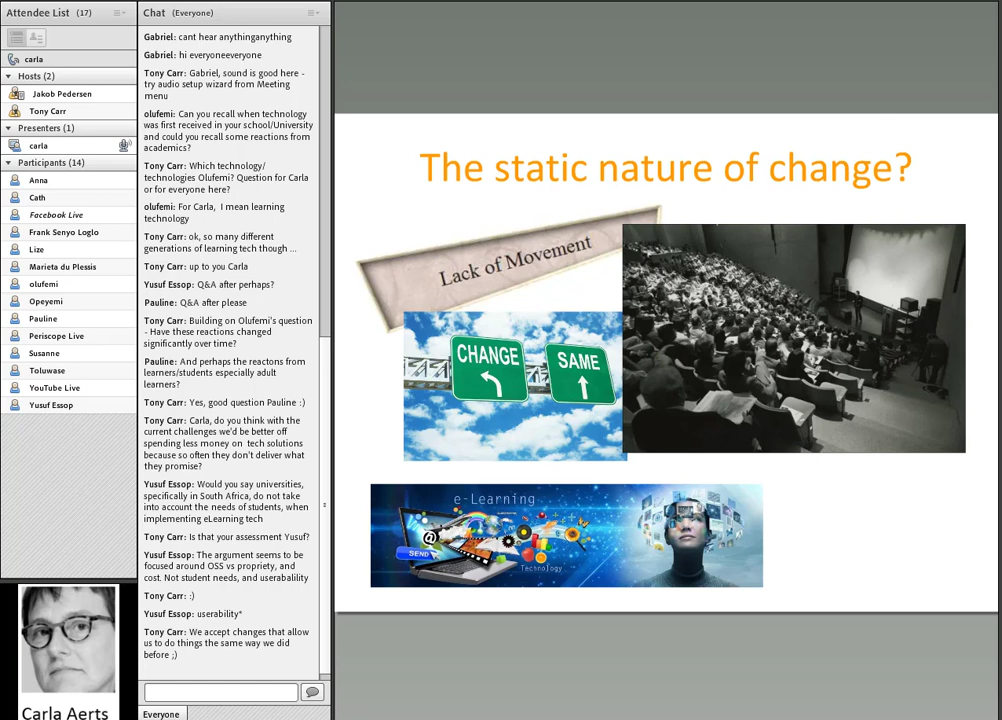 Attendee List (17)
carla
Hosts (2)
Jakob Pedersen
Tony Carr
Presenters (1)
carla
Participants (14)
Anna
Cath
Facebook Live
Frank Senyo Loglo
Lize
Marieta du Plessis
olufemi
Opeyemi
Pauline
Periscope Live
Susanne
Toluwase
YouTube Live
Yusuf Essop
Carla Aerts
Chat (Everyone)
Gabriel: cant hear anythinganything
Gabriel: hi everyoneeveryone
Tony Carr: Gabriel, sound is good here -
try audio setup wizard from Meeting
menu
olufemi: Can you recall when technology
was first received in your school/University
and could you recall some reactions from
academics?
Tony Carr: Which technology/
technologies Olufemi? Question for Carla
or for everyone here?
olufemi: For Carla, I mean learning
technology
Tony Carr: ok, so many different
generations of learning tech though ...
Tony Carr: up to you Carla
Yusuf Essop: Q&A after perhaps?
Pauline: Q&A after please
Tony Carr: Building on Olufemi's question
- Have these reactions changed
significantly over time?
Pauline: And perhaps the reactons from
learners/students especially adult
learners?
Tony Carr: Yes, good question Pauline :)
Tony Carr: Carla, do you think with the
current challenges we'd be better off
spending less money on tech solutions
because so often they don't deliver what
they promise?
Yusuf Essop: Would you say universities,
specifically in South Africa, do not take
into account the needs of students, when
implementing eLearning tech
Tony Carr: Is that your assessment Yusuf?
Yusuf Essop: The argument seems to be
focused around OSS vs propriety, and
cost. Not student needs, and userabality
Tony Carr: :)
Yusuf Essop: userability*
Tony Carr: We accept changes that allow
us to do things the same way we did
before ;)
Everyone
The static nature of change?
Lack of Movement
CHANGE
SAME
e-Learning
@
SEND
Technology